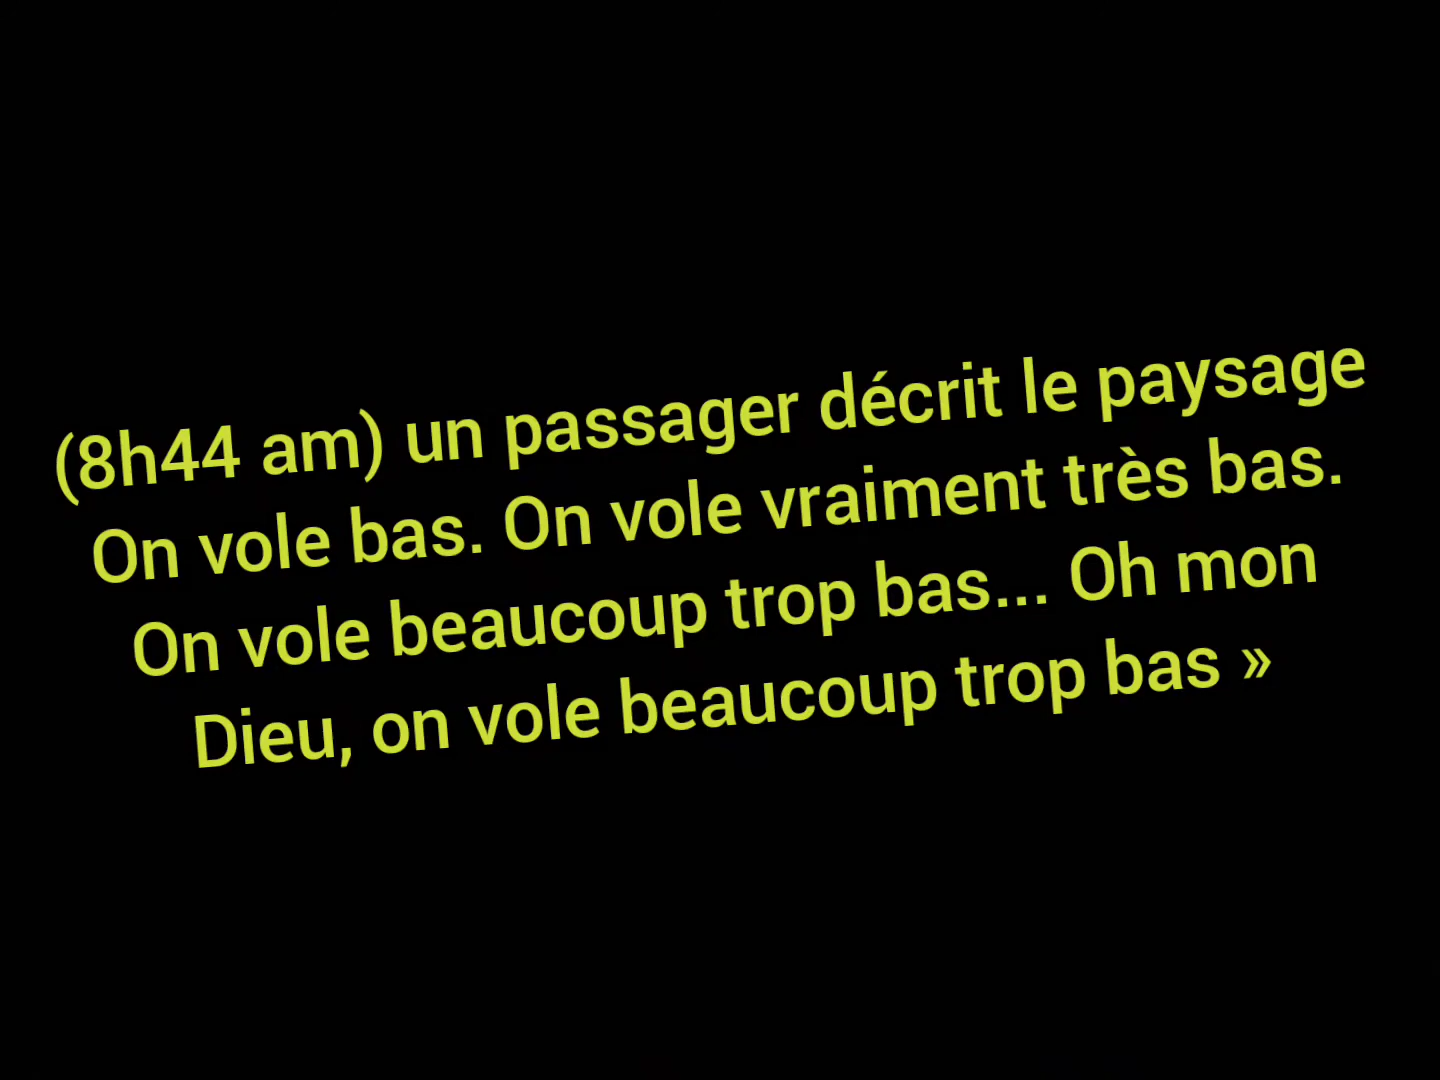 (8h44 am) un passager décrit le paysage
On vole bas. On vole vraiment très bas.
On vole beaucoup trop bas... Oh mon
Dieu, on vole beaucoup trop bas »